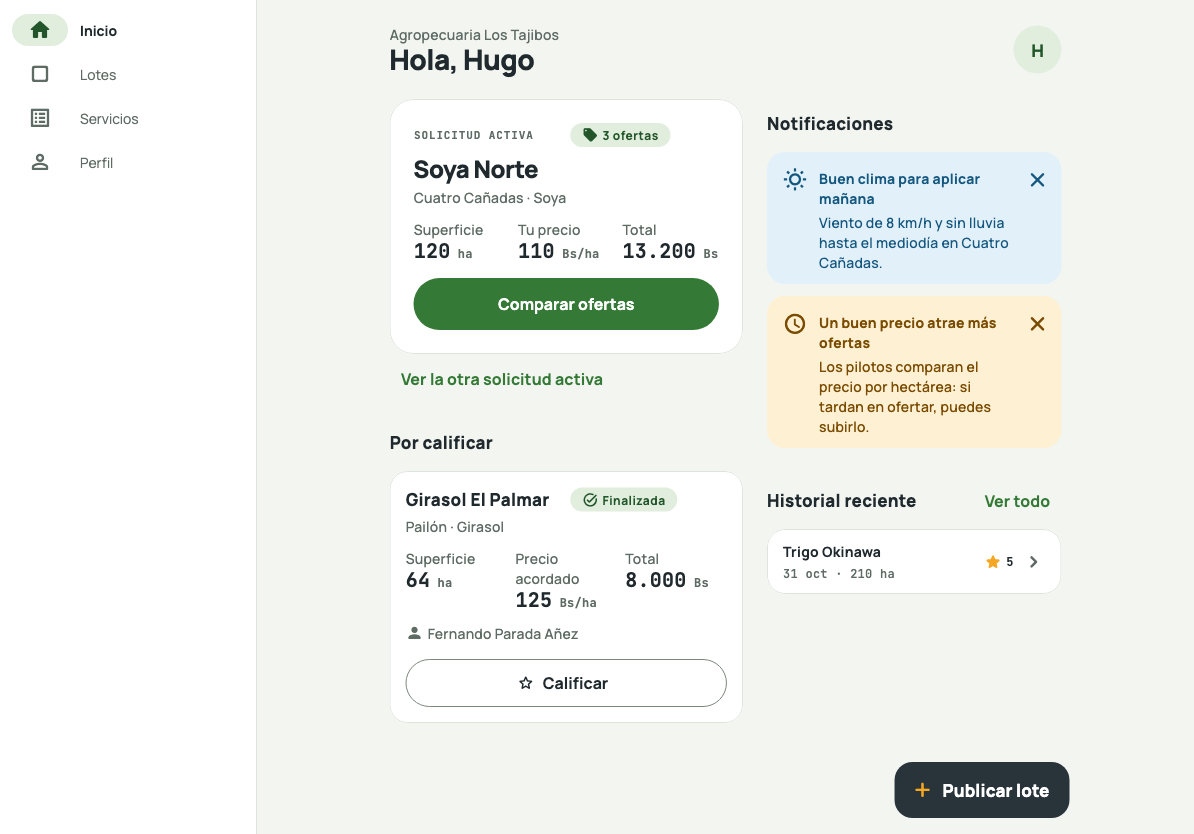 Inicio
Lotes
Servicios
Perfil
Agropecuaria Los Tajibos
Hola, Hugo
H
SOLICITUD ACTIVA
3 ofertas
Soya Norte
Cuatro Cañadas · Soya
Superficie
Tu precio
Total
120 ha
110 Bs/ha
13.200 Bs
Comparar ofertas
Ver la otra solicitud activa
Por calificar
Girasol El Palmar
Finalizada
Pailón · Girasol
Superficie
64 ha
Precio
acordado
125 Bs/ha
Total
8.000 Bs
Fernando Parada Añez
Calificar
Notificaciones
Buen clima para aplicar
mañana
Viento de 8 km/h y sin lluvia
hasta el mediodía en Cuatro
Cañadas.
Un buen precio atrae más
ofertas
Los pilotos comparan el
precio por hectárea: si
tardan en ofertar, puedes
subirlo.
Historial reciente
Ver todo
Trigo Okinawa
31 oct · 210 ha
5
Publicar lote